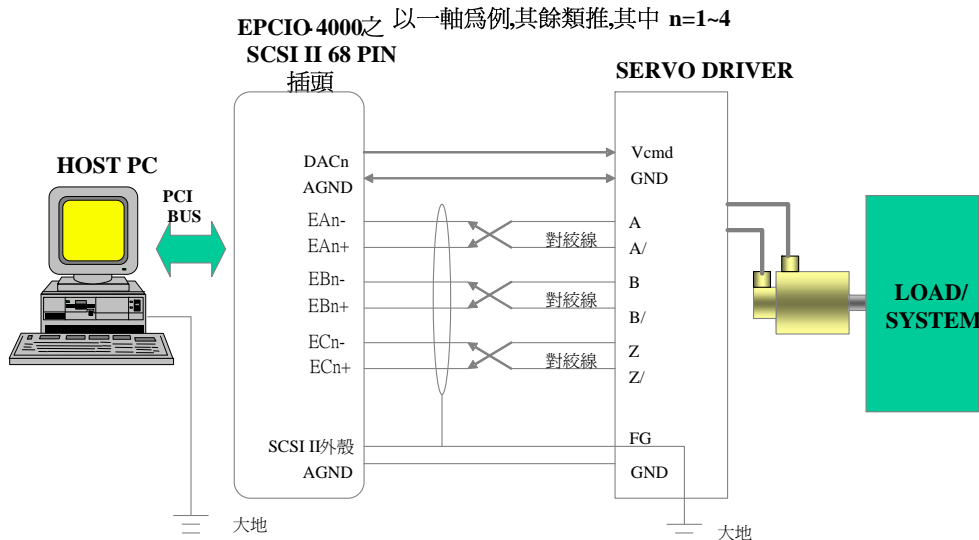 EPCIO-4000之 以一軸爲例,其餘類推,其中 n=1~4
SCSI II 68 PIN
插頭
SERVO DRIVER
HOST PC
PCI
BUS
DACn
AGND
EAn-
EAn+
EBn-
EBn+
ECn-
ECn+
SCSI II外殼
AGND
對絞線
對絞線
對絞線
Vcmd
GND
A
A/
B
B/
Z
Z/
FG
GND
LOAD/
SYSTEM
大地
大地